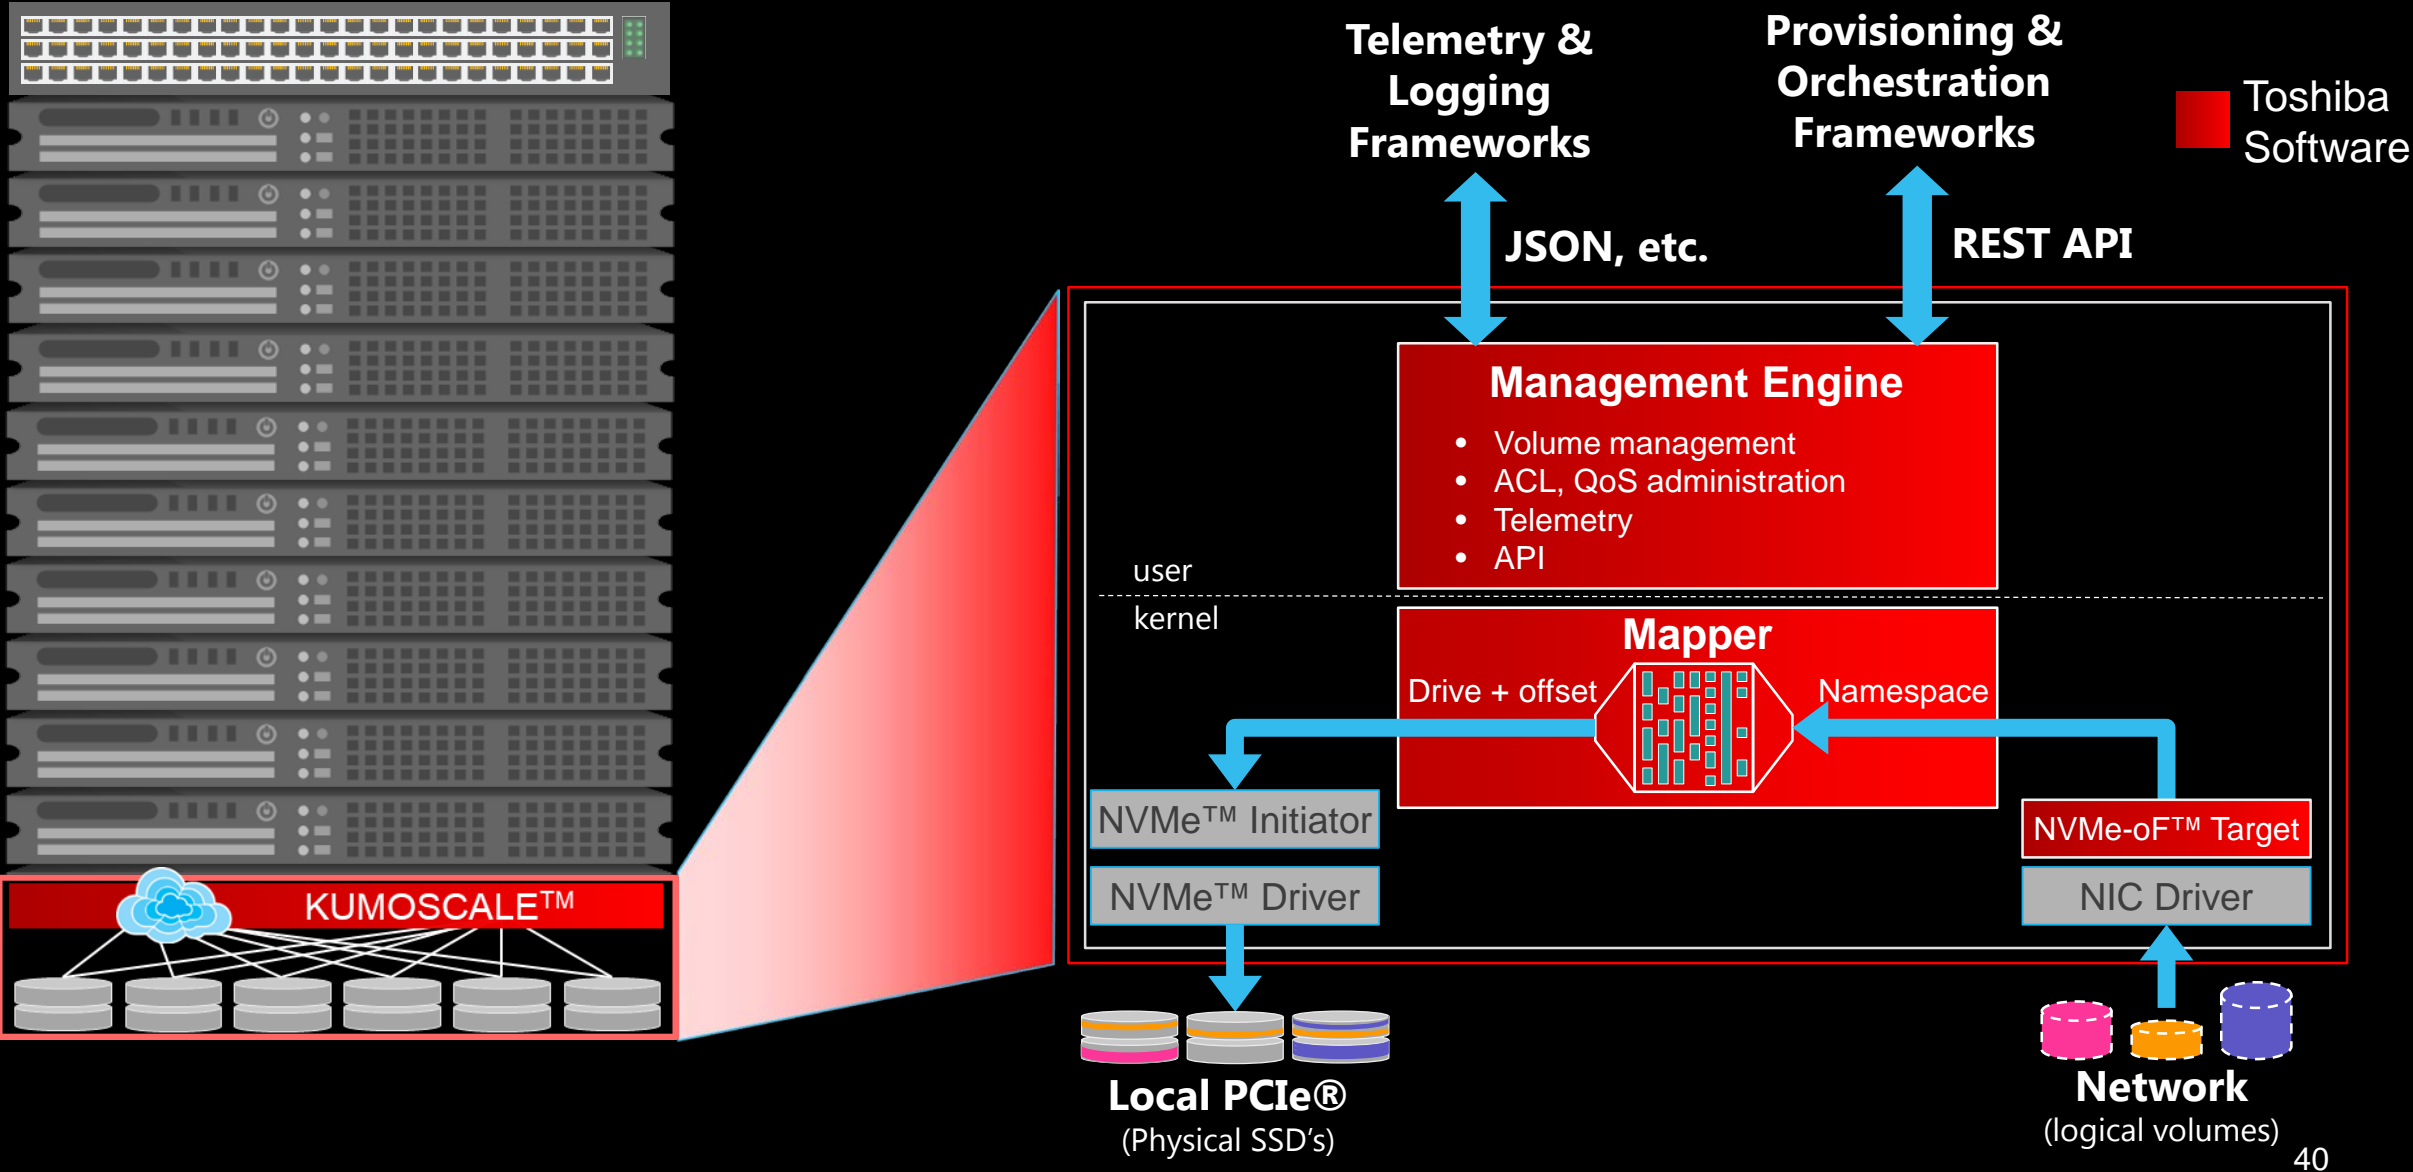 Telemetry &
Logging
Frameworks
Provisioning &
Orchestration
Frameworks
Toshiba
Software
JSON, etc.
REST API
Management Engine
• Volume management
• ACL, QoS administration
• Telemetry
• API
user
kernel
Mapper
Drive + offset
Namespace
NVMe™ Initiator
NVMe-oF™ Target
NVMe™ Driver
NIC Driver
KUMOSCALE™
Local PCIe®
(Physical SSD's)
Network
(logical volumes)
40